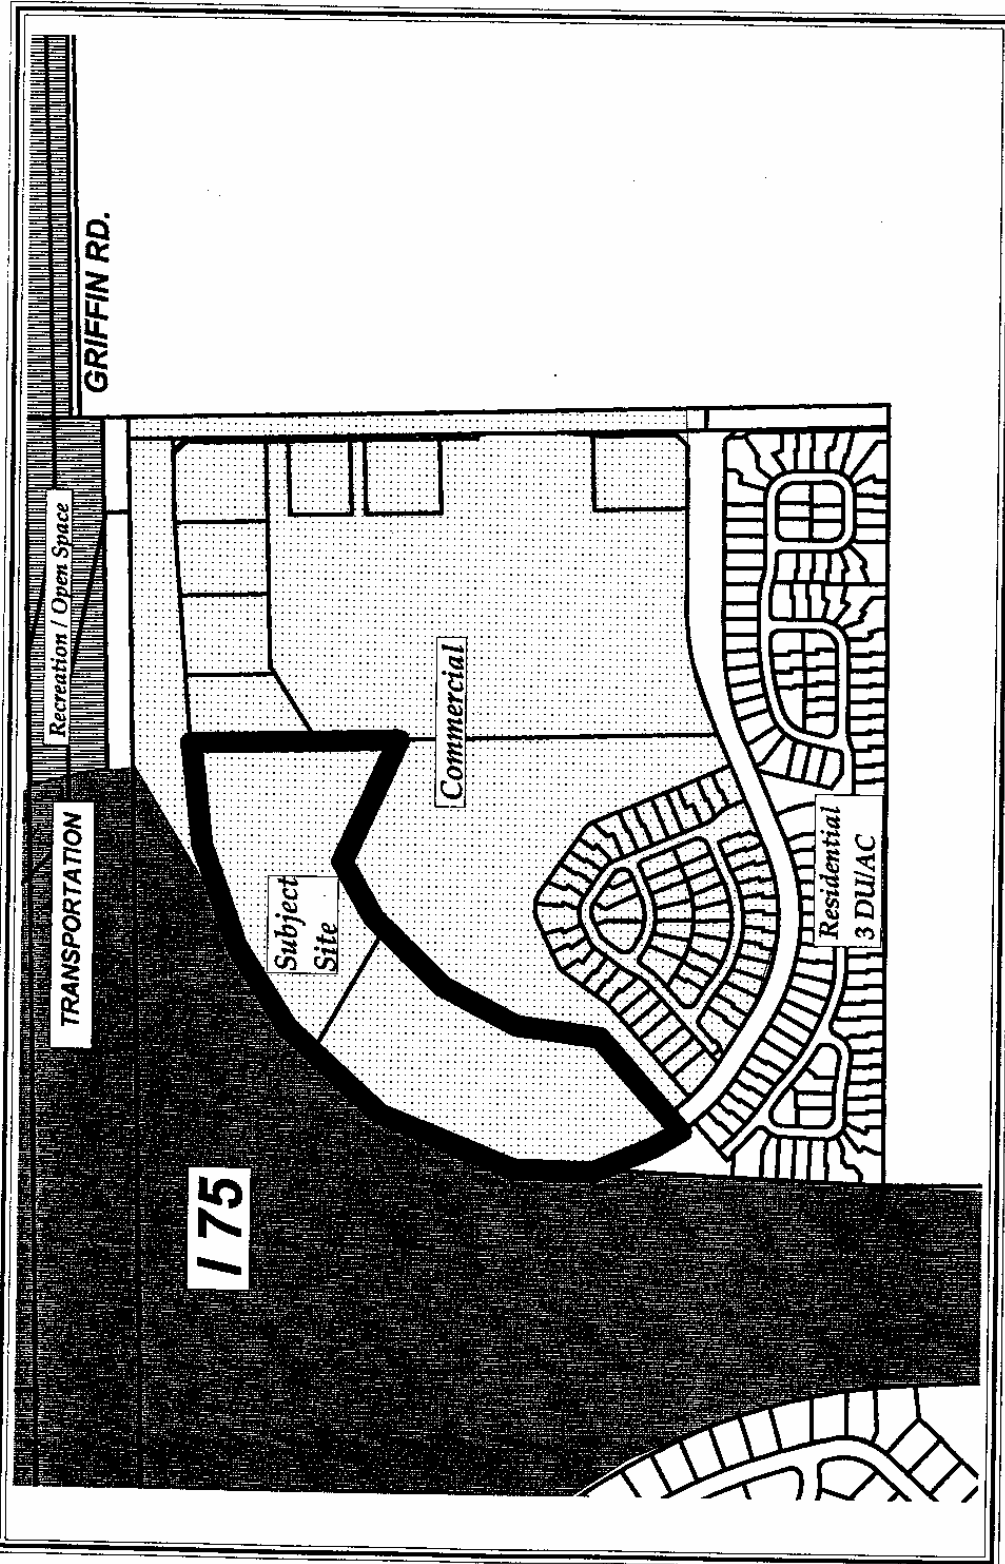 GRIFFIN RD.
Recreation / Open Space
TRANSPORTATION
Subject
Site
Commercial
Residential
3 DU/AC
I 75